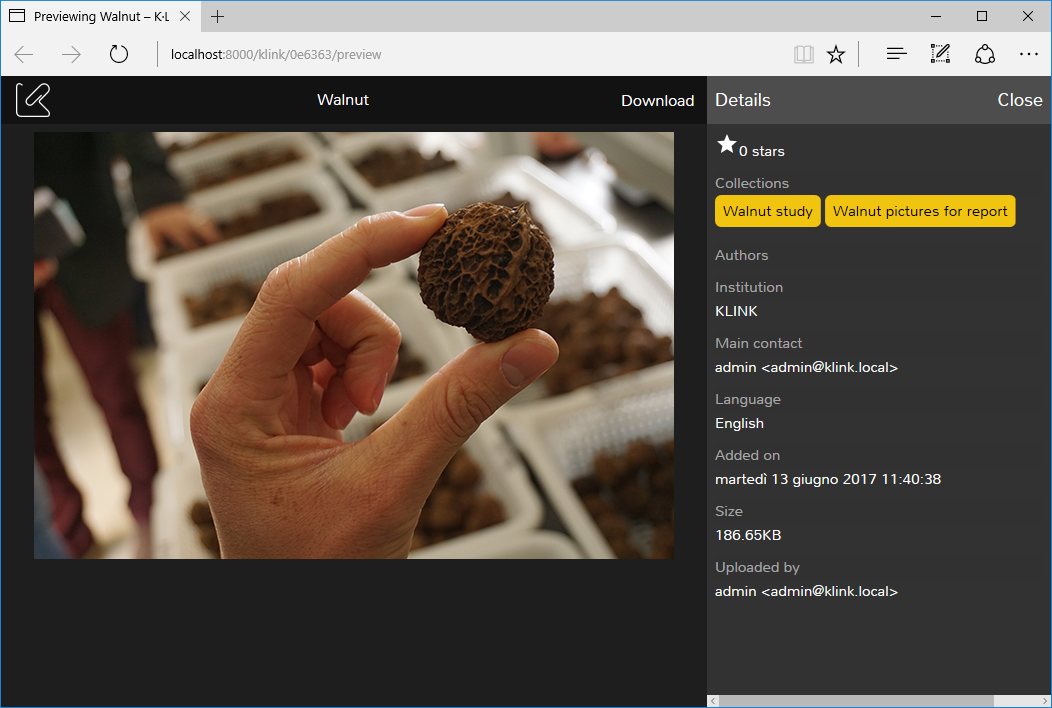 Previewing Walnut – K-L
localhost:8000/klink/0e6363/preview
Walnut
Download
Details
Close
0 stars
Collections
Walnut study
Walnut pictures for report
Authors
Institution
KLINK
Main contact
admin <admin@klink.local>
Language
English
Added on
martedì 13 giugno 2017 11:40:38
Size
186.65KB
Uploaded by
admin <admin@klink.local>